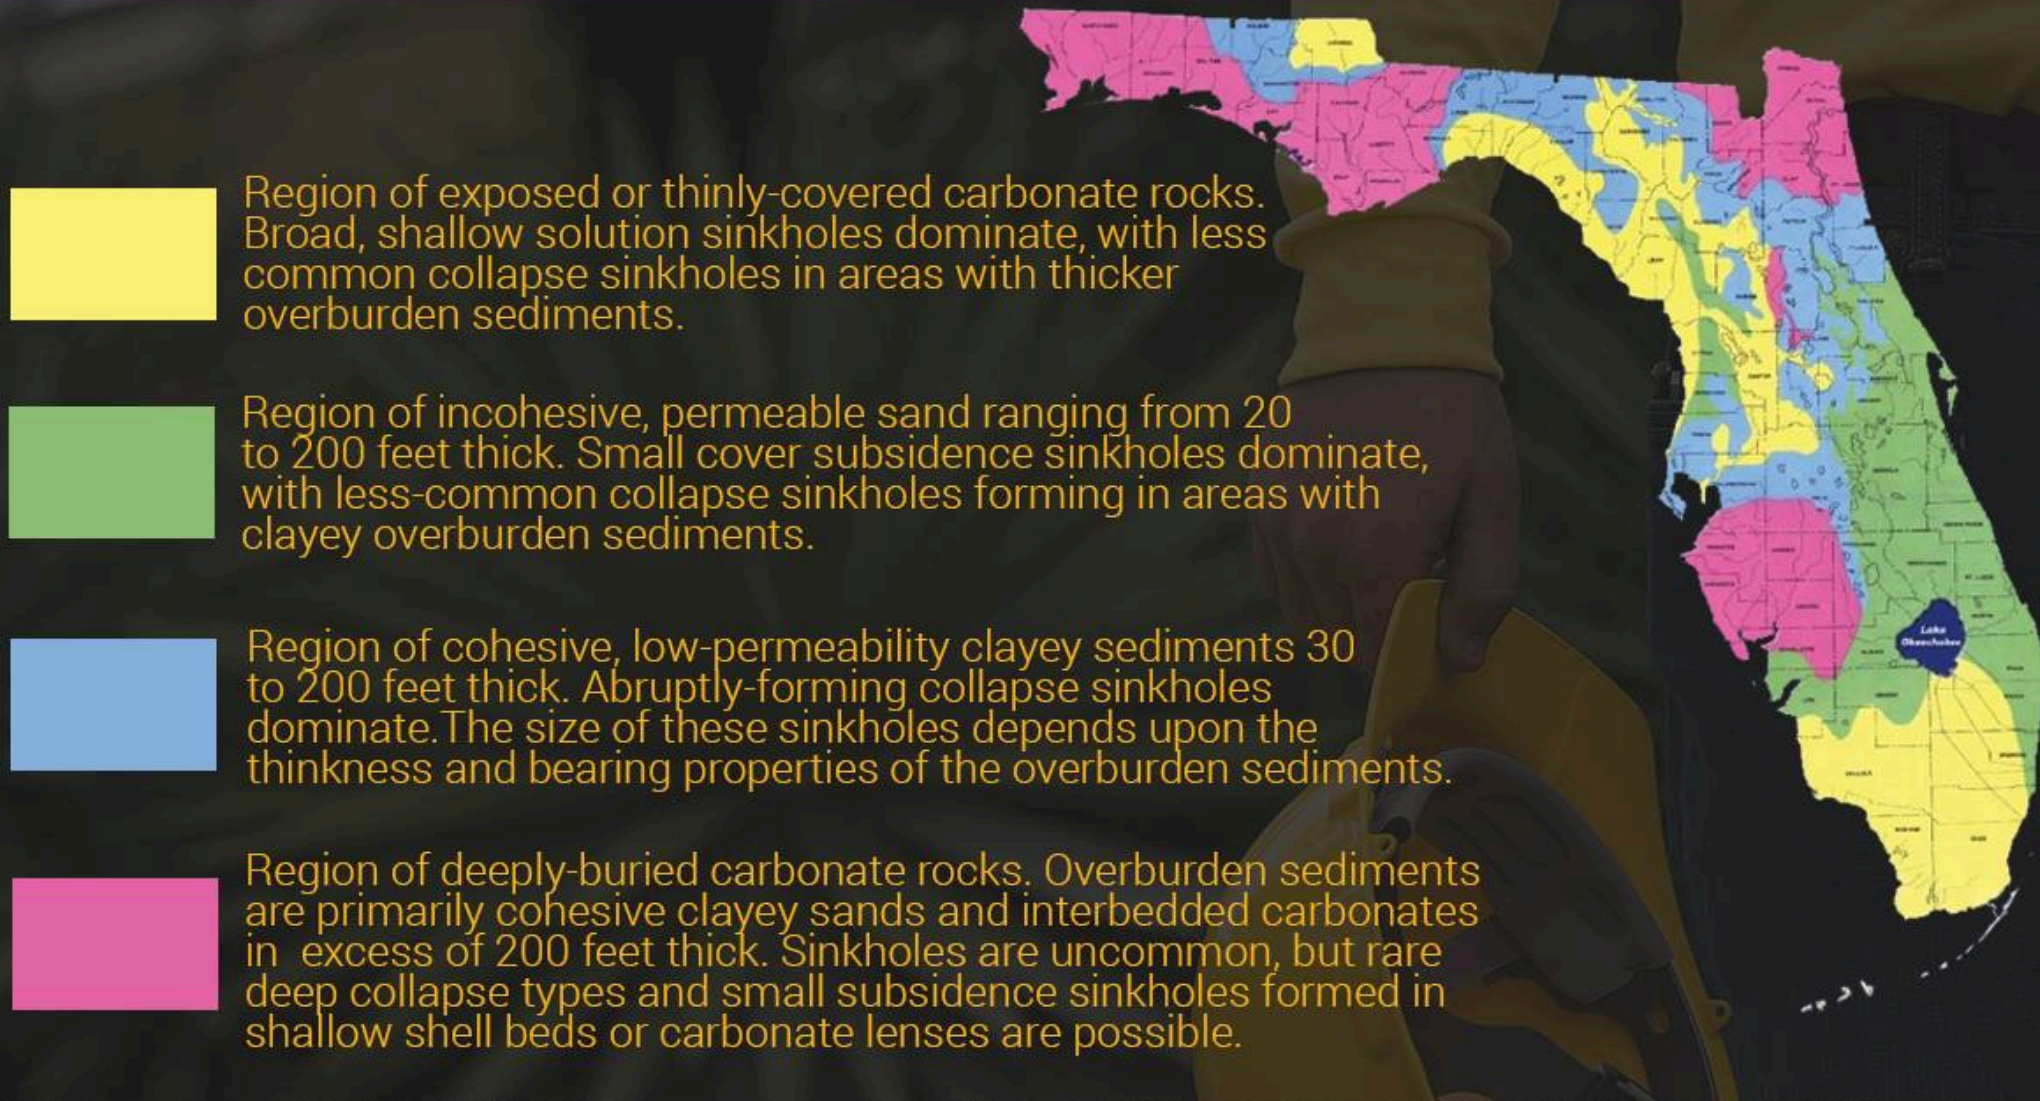 Region of exposed or thinly-covered carbonate rocks.
Broad, shallow solution sinkholes dominate, with less
common collapse sinkholes in areas with thicker
overburden sediments.
Region of incohesive, permeable sand ranging from 20
to 200 feet thick. Small cover subsidence sinkholes dominate,
with less-common collapse sinkholes forming in areas with
clayey overburden sediments.
Region of cohesive, low-permeability clayey sediments 30
to 200 feet thick. Abruptly-forming collapse sinkholes
dominate.The size of these sinkholes depends upon the
thinkness and bearing properties of the overburden sediments.
Region of deeply-buried carbonate rocks. Overburden sediments
are primarily cohesive clayey sands and interbedded carbonates
in excess of 200 feet thick. Sinkholes are uncommon, but rare
deep collapse types and small subsidence sinkholes formed in
shallow shell beds or carbonate lenses are possible.
Lake
Okeechobee